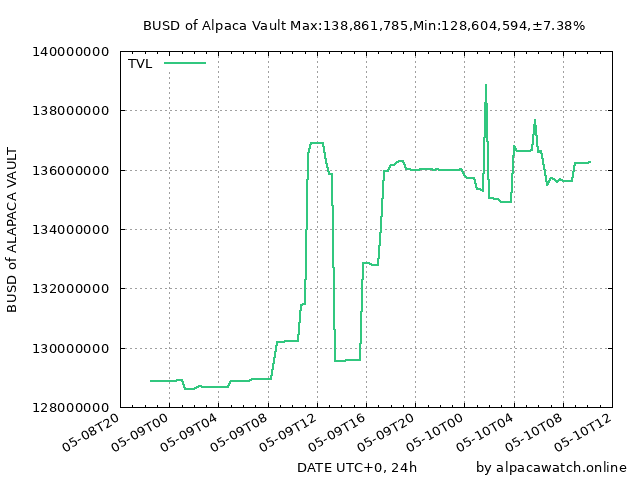 BUSD of Alpaca Vault Max:138,861,785,Min:128,604,594,±7.38%
TVL
140000000
138000000
136000000
134000000
132000000
130000000
128000000
BUSD of ALAPACA VAULT
05-08T20
05-09T00
05-09T04
05-09T08
05-09T12
05-09T16
05-09T20
05-10T00
05-10T04
05-10T08
05-10T12
DATE UTC+0, 24h
by alpacawatch.online